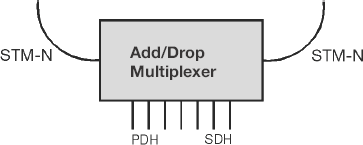 Add/Drop
Multiplexer
STM-N
STM-N
PDH
SDH